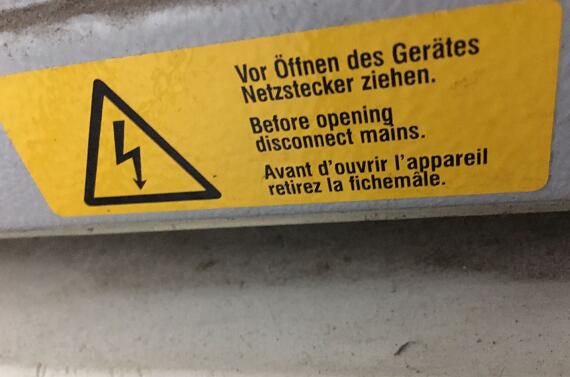 Vor Öffnen des Gerätes
Netzstecker ziehen.
Before opening
disconnect mains.
Avant d'ouvrir l'appareil
retirez la fichemâle.